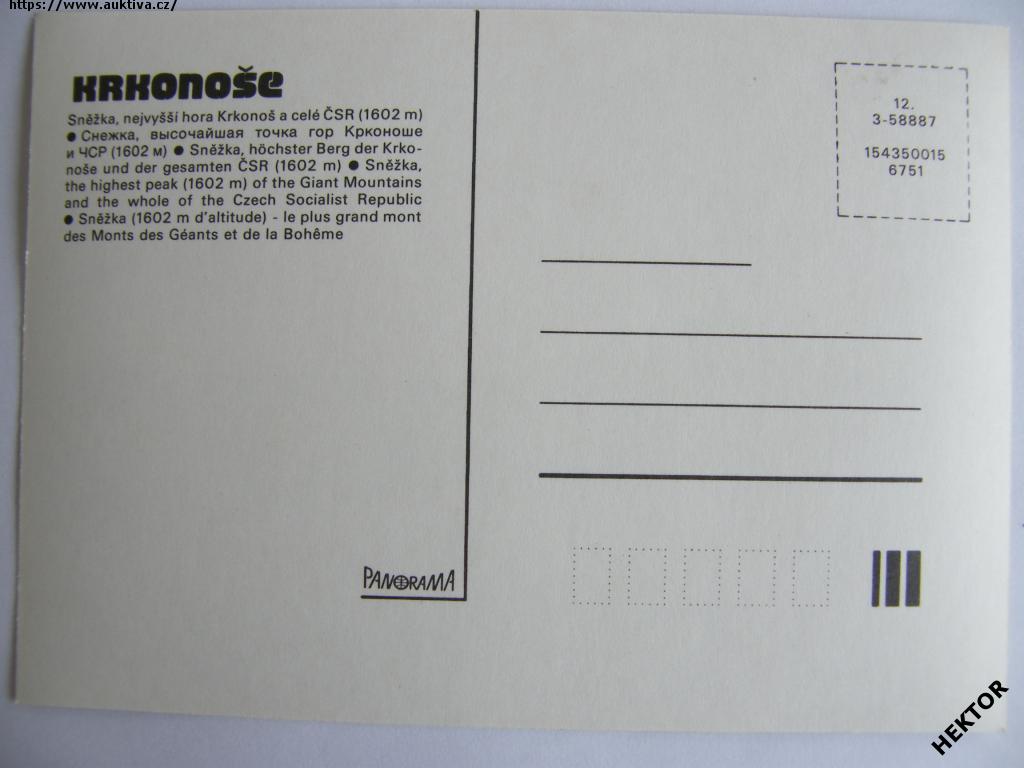 https://www.auktiva.cz/
KRKONOŠE
Sněžka, nejvyšší hora Krkonoš a celé ČSR (1602 m)
● Снежка, высочайшая точка гор Крконоше
и ЧСР (1602 м) ● Sněžka, höchster Berg der Krko-
noše und der gesamten ČSR (1602 m) ● Sněžka,
the highest peak (1602 m) of the Giant Mountains
and the whole of the Czech Socialist Republic
● Sněžka (1602 m d'altitude) - le plus grand mont
des Monts des Géants et de la Bohême
PANORAMA
12.
3-58887
154350015
6751
HEKTOR